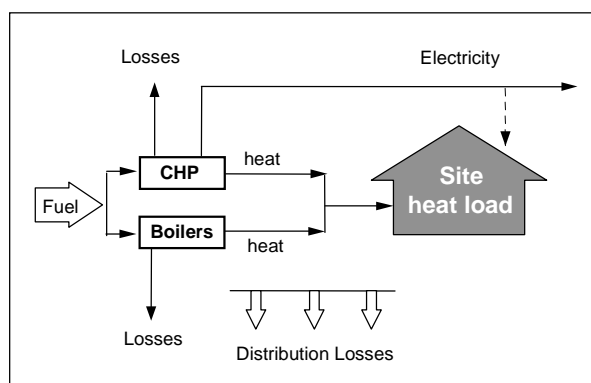 Losses
Electricity
CHP
heat
Site
heat load
Fuel
Boilers
heat
Losses
Distribution Losses